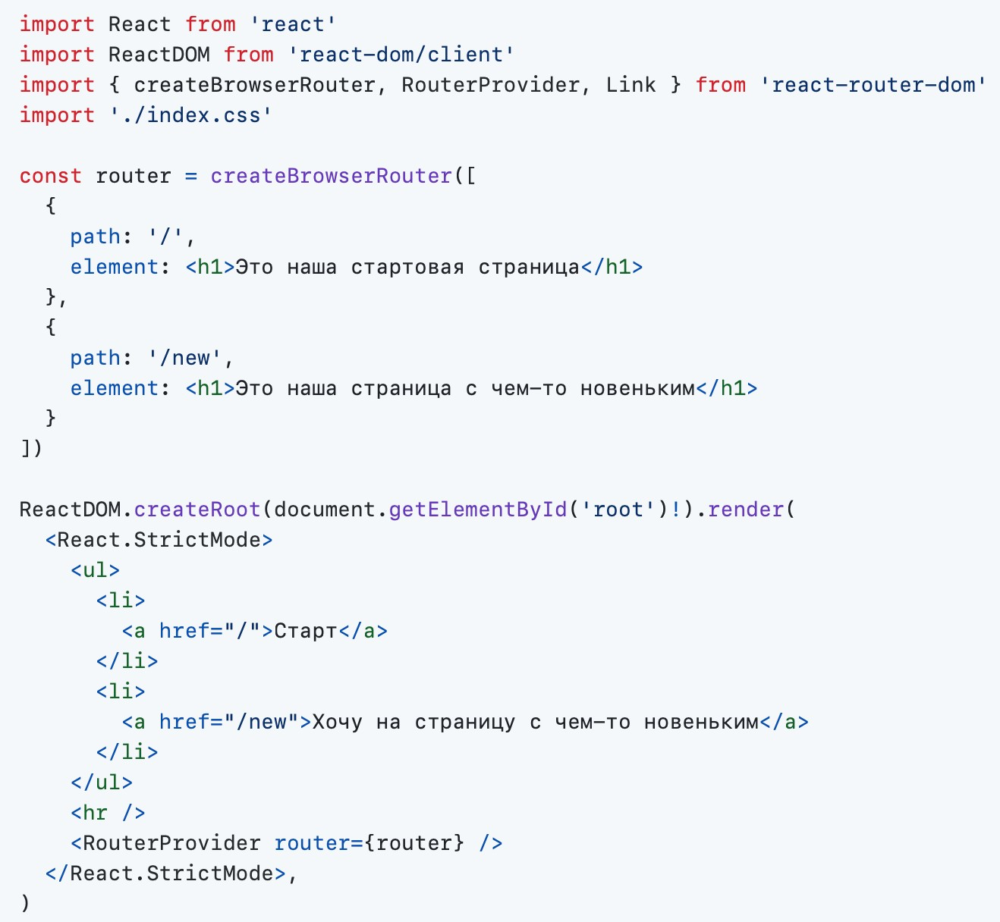 import React from 'react'
import ReactDOM from 'react-dom/client'
import { createBrowserRouter, RouterProvider, Link } from 'react-router-dom'
import './index.css'

const router = createBrowserRouter([
  {
    path: '/',
    element: <h1>Это наша стартовая страница</h1>
  },
  {
    path: '/new',
    element: <h1>Это наша страница с чем-то новеньким</h1>
  }
])

ReactDOM.createRoot(document.getElementById('root')!).render(
  <React.StrictMode>
    <ul>
      <li>
        <a href="/">Старт</a>
      </li>
      <li>
        <a href="/new">Хочу на страницу с чем-то новеньким</a>
      </li>
    </ul>
    <hr />
    <RouterProvider router={router} />
  </React.StrictMode>,
)